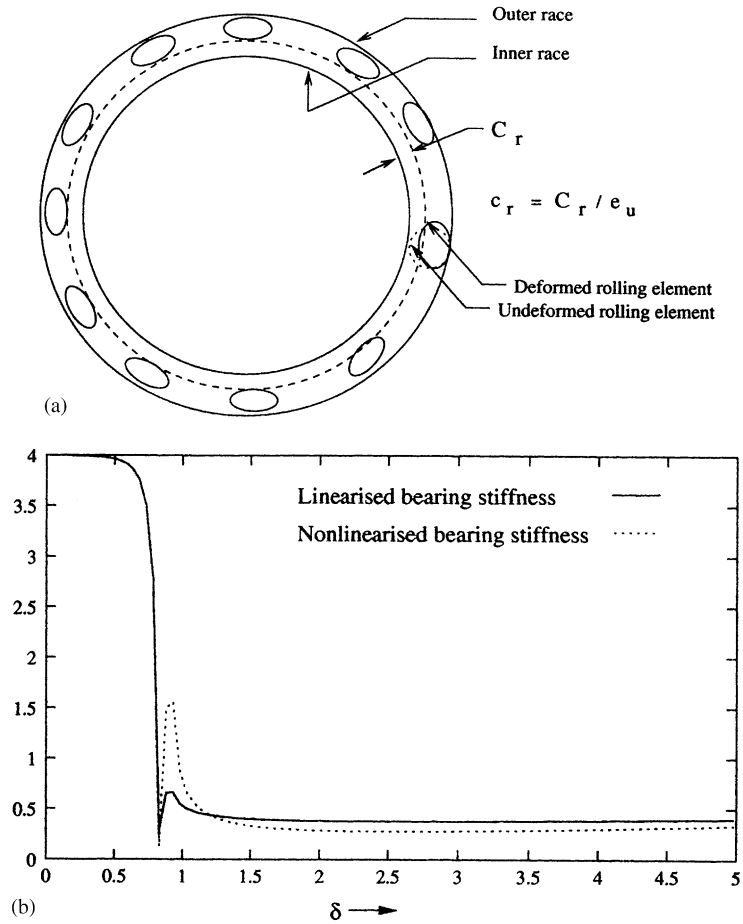 Outer race
Inner race
C r
c r = C r / e u
Deformed rolling element
Undeformed rolling element
(a)
4
3.5
3
2.5
2
1.5
1
0.5
0
Linearised bearing stiffness
Nonlinearised bearing stiffness
0 0.5 1 1.5 2 2.5 3 3.5 4 4.5 5
(b)
δ